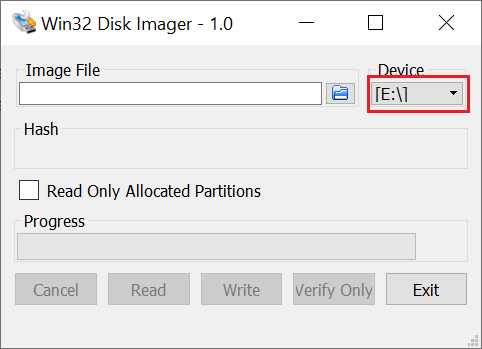 Win32 Disk Imager - 1.0
Image File
Device
[E:\]
Hash
Read Only Allocated Partitions
Progress
Cancel Read Write Verify Only Exit